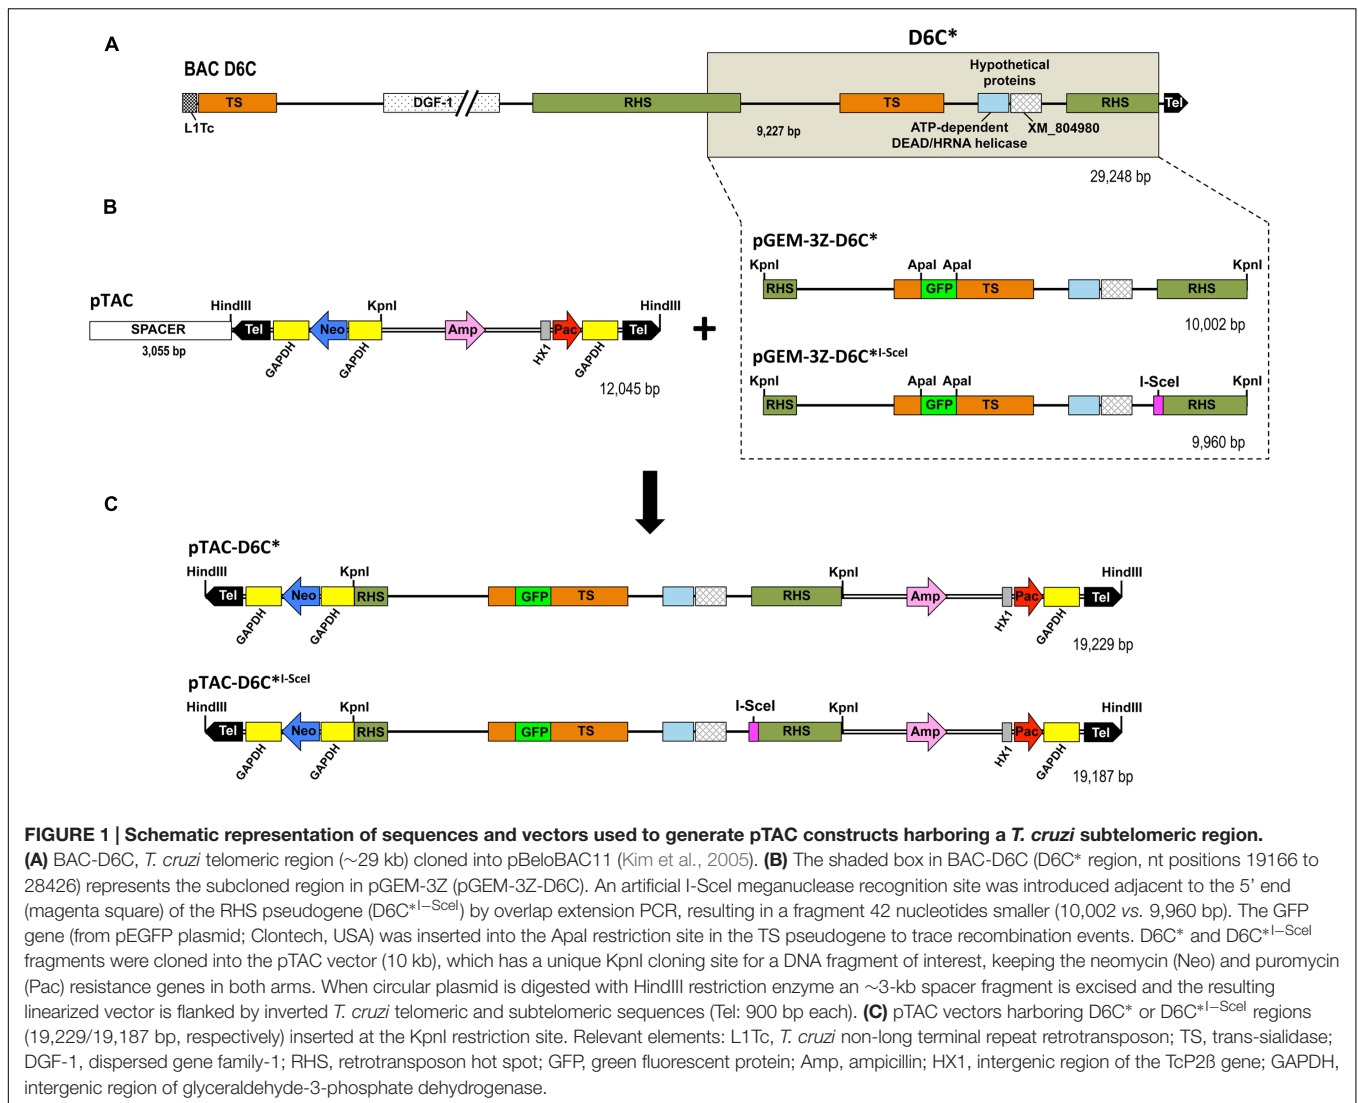 A
D6C*
BAC D6C
Hypothetical
proteins
TS
DGF-1
RHS
TS
RHS
Tel
L1Tc
9,227 bp
ATP-dependent
DEAD/HRNA helicase
XM_804980
29,248 bp
B
pGEM-3Z-D6C*
KpnI
ApaI
ApaI
KpnI
RHS
GFP
TS
RHS
10,002 bp
pTAC
HindIII
KpnI
HindIII
SPACER
Tel
Neo
Amp
Pac
Tel
3,055 bp
GAPDH
GAPDH
HX1
GAPDH
12,045 bp
+
pGEM-3Z-D6C*I-SceI
KpnI
ApaI
ApaI
I-SceI
KpnI
RHS
GFP
TS
RHS
9,960 bp
C
pTAC-D6C*
HindIII
KpnI
KpnI
HindIII
Tel
Neo
RHS
GFP
TS
RHS
Amp
Pac
Tel
GAPDH
GAPDH
HX1
GAPDH
19,229 bp
pTAC-D6C*I-SceI
HindIII
KpnI
I-SceI
KpnI
HindIII
Tel
Neo
RHS
GFP
TS
RHS
Amp
Pac
Tel
GAPDH
GAPDH
HX1
GAPDH
19,187 bp
FIGURE 1 | Schematic representation of sequences and vectors used to generate pTAC constructs harboring a T. cruzi subtelomeric region.
(A) BAC-D6C, T. cruzi telomeric region (∼29 kb) cloned into pBeloBAC11 (Kim et al., 2005). (B) The shaded box in BAC-D6C (D6C* region, nt positions 19166 to
28426) represents the subcloned region in pGEM-3Z (pGEM-3Z-D6C). An artificial I-SceI meganuclease recognition site was introduced adjacent to the 5' end
(magenta square) of the RHS pseudogene (D6C*I−SceI) by overlap extension PCR, resulting in a fragment 42 nucleotides smaller (10,002 vs. 9,960 bp). The GFP
gene (from pEGFP plasmid; Clontech, USA) was inserted into the ApaI restriction site in the TS pseudogene to trace recombination events. D6C* and D6C*I−SceI
fragments were cloned into the pTAC vector (10 kb), which has a unique KpnI cloning site for a DNA fragment of interest, keeping the neomycin (Neo) and puromycin
(Pac) resistance genes in both arms. When circular plasmid is digested with HindIII restriction enzyme an ∼3-kb spacer fragment is excised and the resulting
linearized vector is flanked by inverted T. cruzi telomeric and subtelomeric sequences (Tel: 900 bp each). (C) pTAC vectors harboring D6C* or D6C*I−SceI regions
(19,229/19,187 bp, respectively) inserted at the KpnI restriction site. Relevant elements: L1Tc, T. cruzi non-long terminal repeat retrotransposon; TS, trans-sialidase;
DGF-1, dispersed gene family-1; RHS, retrotransposon hot spot; GFP, green fluorescent protein; Amp, ampicillin; HX1, intergenic region of the TcP2ß gene; GAPDH,
intergenic region of glyceraldehyde-3-phosphate dehydrogenase.